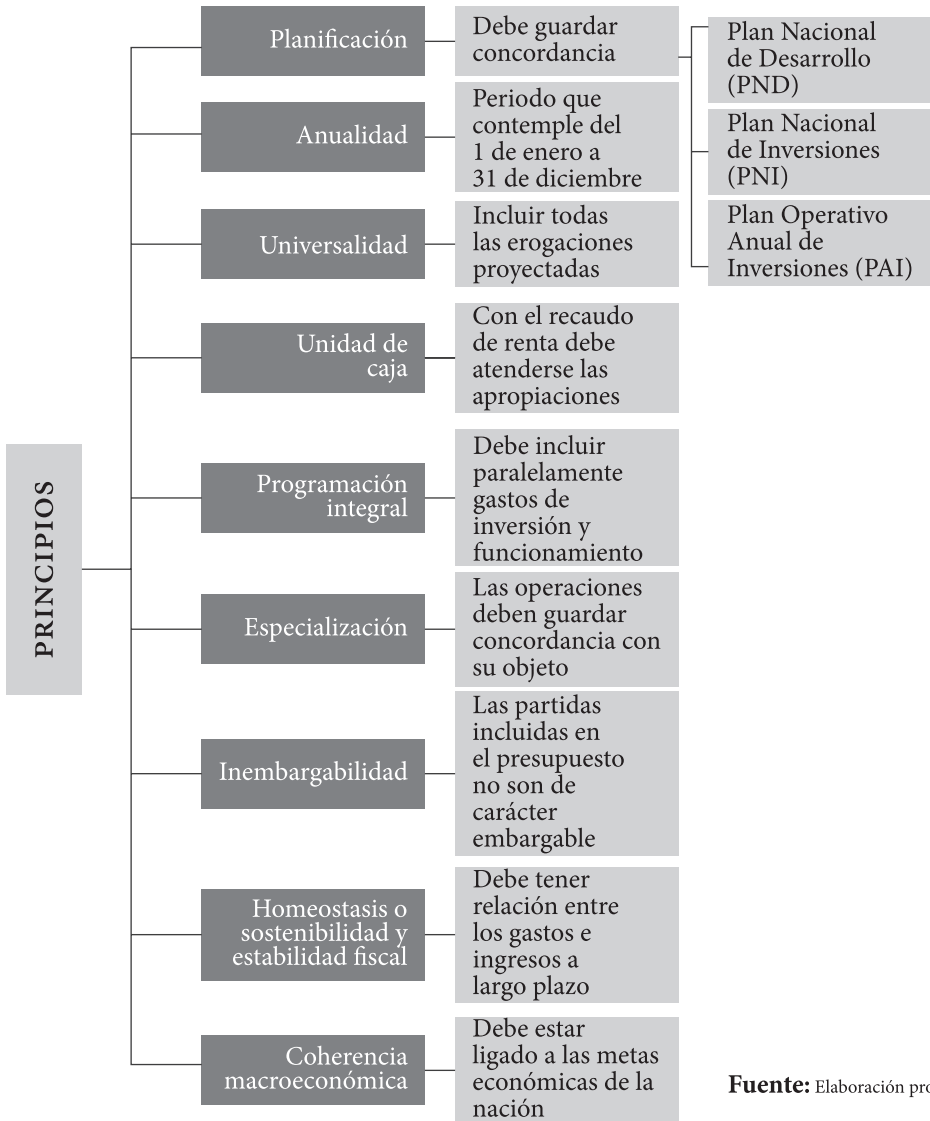 PRINCIPIOS
Planificación
Debe guardar
concordancia
Plan Nacional
de Desarrollo
(PND)
Plan Nacional
de Inversiones
(PNI)
Plan Operativo
Anual de
Inversiones (PAI)
Anualidad
Periodo que
contemple del
1 de enero a
31 de diciembre
Universalidad
Incluir todas
las erogaciones
proyectadas
Unidad de
caja
Con el recaudo
de renta debe
atenderse las
apropiaciones
Programación
integral
Debe incluir
paralelamente
gastos de
inversión y
funcionamiento
Especialización
Las operaciones
deben guardar
concordancia con
su objeto
Inembargabilidad
Las partidas
incluidas en
el presupuesto
no son de
carácter
embargable
Homeostasis o
sostenibilidad y
estabilidad fiscal
Debe tener
relación entre
los gastos e
ingresos a
largo plazo
Coherencia
macroeconómica
Debe estar
ligado a las metas
económicas de la
nación
Fuente: Elaboración